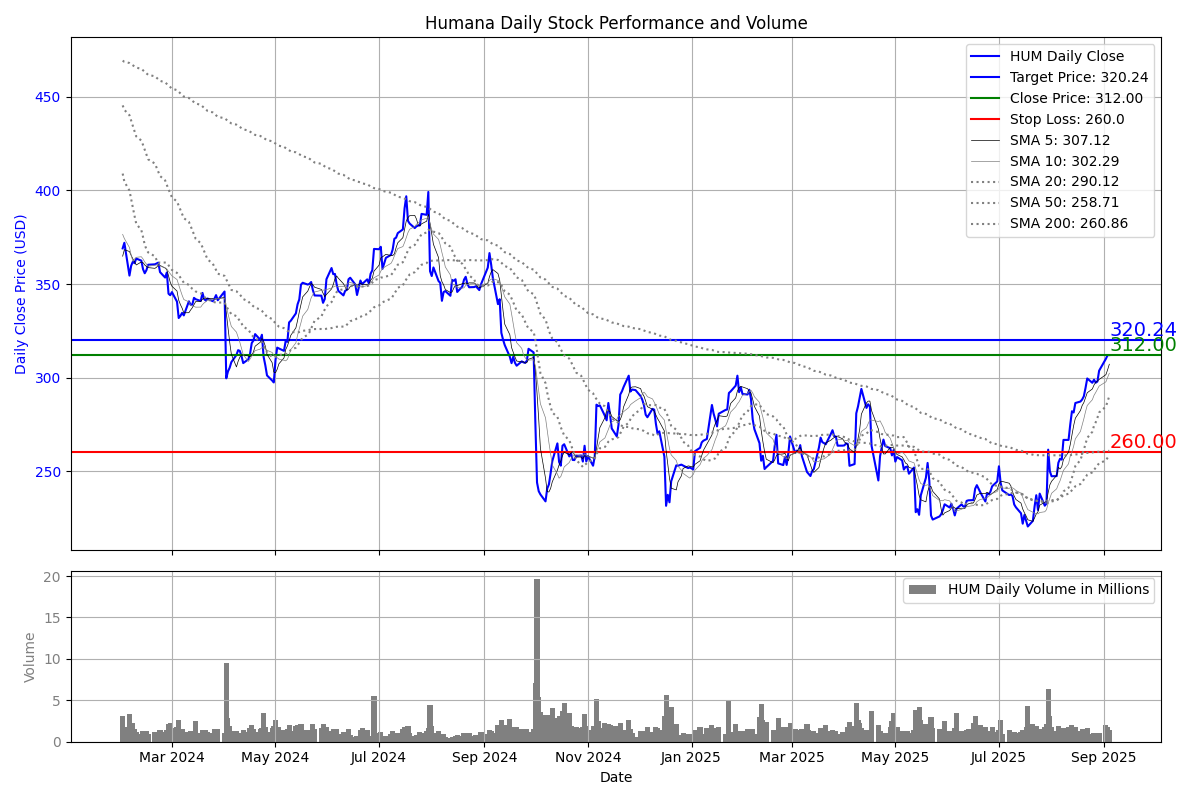 Humana Daily Stock Performance and Volume
HUM Daily Close
Target Price: 320.24
Close Price: 312.00
Stop Loss: 260.0
SMA 5: 307.12
SMA 10: 302.29
SMA 20: 290.12
SMA 50: 258.71
SMA 200: 260.86
Daily Close Price (USD)
450
400
350
300
250
320.24
312.00
260.00
HUM Daily Volume in Millions
Volume
20
15
10
5
0
Mar 2024 May 2024 Jul 2024 Sep 2024 Nov 2024 Jan 2025 Mar 2025 May 2025 Jul 2025 Sep 2025
Date